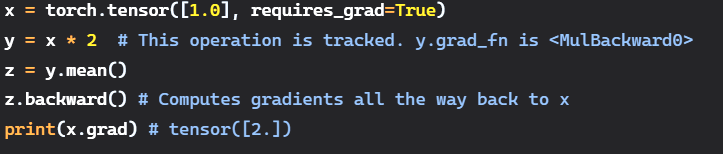 x = torch.tensor([1.0], requires_grad=True)
y = x * 2  # This operation is tracked. y.grad_fn is <MulBackward0>
z = y.mean()
z.backward() # Computes gradients all the way back to x
print(x.grad) # tensor([2.])